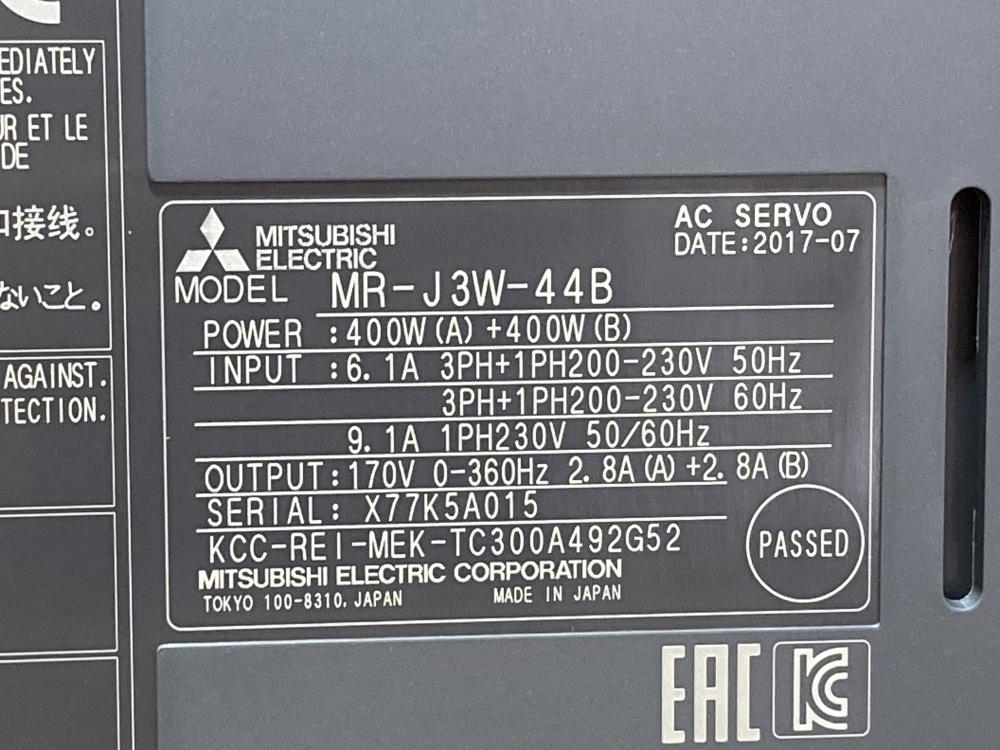 EDIATELY
ES.
UR ET LE
DE
接线。
ないこと。
AGAINST.
TECTION.
MITSUBISHI
ELECTRIC
AC SERVO
DATE:2017-07
MODEL MR-J3W-44B
POWER :400W(A)+400W(B)
INPUT :6.1A 3PH+1PH200-230V 50Hz
3PH+1PH200-230V 60Hz
9.1A 1PH230V 50/60Hz
OUTPUT:170V 0-360Hz 2.8A(A)+2.8A(B)
SERIAL: X77K5A015
KCC-REI-MEK-TC300A492G52
PASSED
MITSUBISHI ELECTRIC CORPORATION
TOKYO 100-8310, JAPAN MADE IN JAPAN
EAC